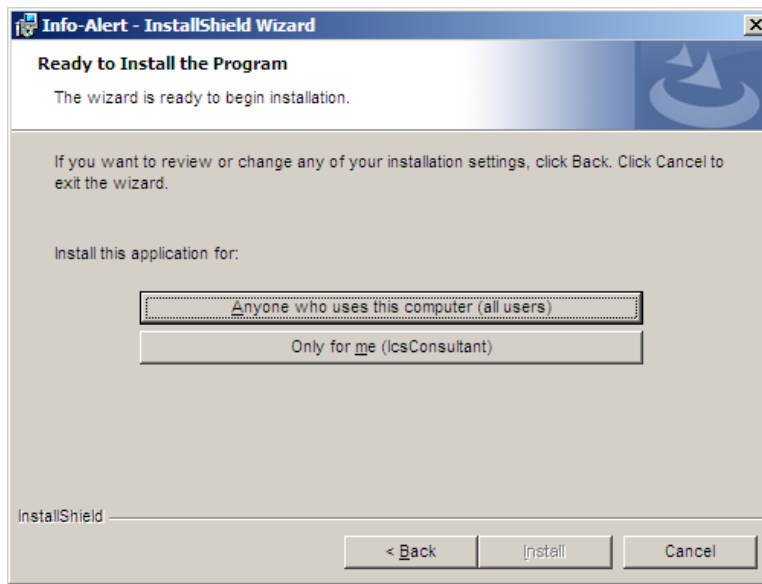 Info-Alert - InstallShield Wizard
Ready to Install the Program
The wizard is ready to begin installation.
If you want to review or change any of your installation settings, click Back. Click Cancel to
exit the wizard.
Install this application for:
Anyone who uses this computer (all users)
Only for me (IcsConsultant)
InstallShield
< Back
Install
Cancel